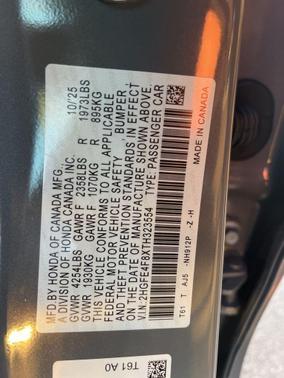 MFD BY HONDA OF CANADA MFG.
A DIVISION OF HONDA CANADA INC. 10/25
GVWR 4254LBS GAWR F 2358LBS R 1973LBS
GVWR 1930KG GAWR F 1070KG R 895KG
THIS VEHICLE CONFORMS TO ALL APPLICABLE
FEDERAL MOTOR VEHICLE SAFETY, BUMPER,
AND THEFT PREVENTION STANDARDS IN EFFECT
ON THE DATE OF MANUFACTURE SHOWN ABOVE.
V.I.N:2HGFE4F8XTH323554 TYPE:PASSENGER CAR
T61 T AJ5 -NH912P -Z -H
MADE IN CANADA
T61 A0